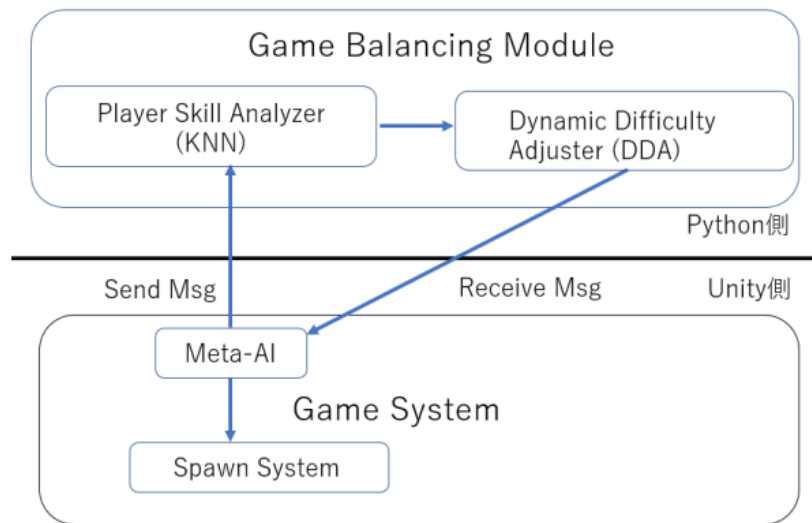 Game Balancing Module
Player Skill Analyzer
(KNN)
Dynamic Difficulty
Adjuster (DDA)
Python側
Send Msg
Receive Msg
Unity側
Meta-AI
Game System
Spawn System